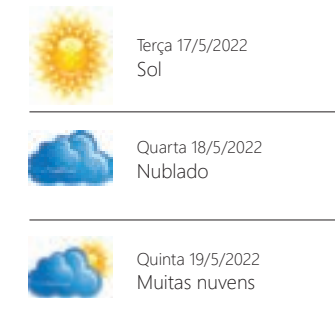 Terça 17/5/2022
Sol
Quarta 18/5/2022
Nublado
Quinta 19/5/2022
Muitas nuvens